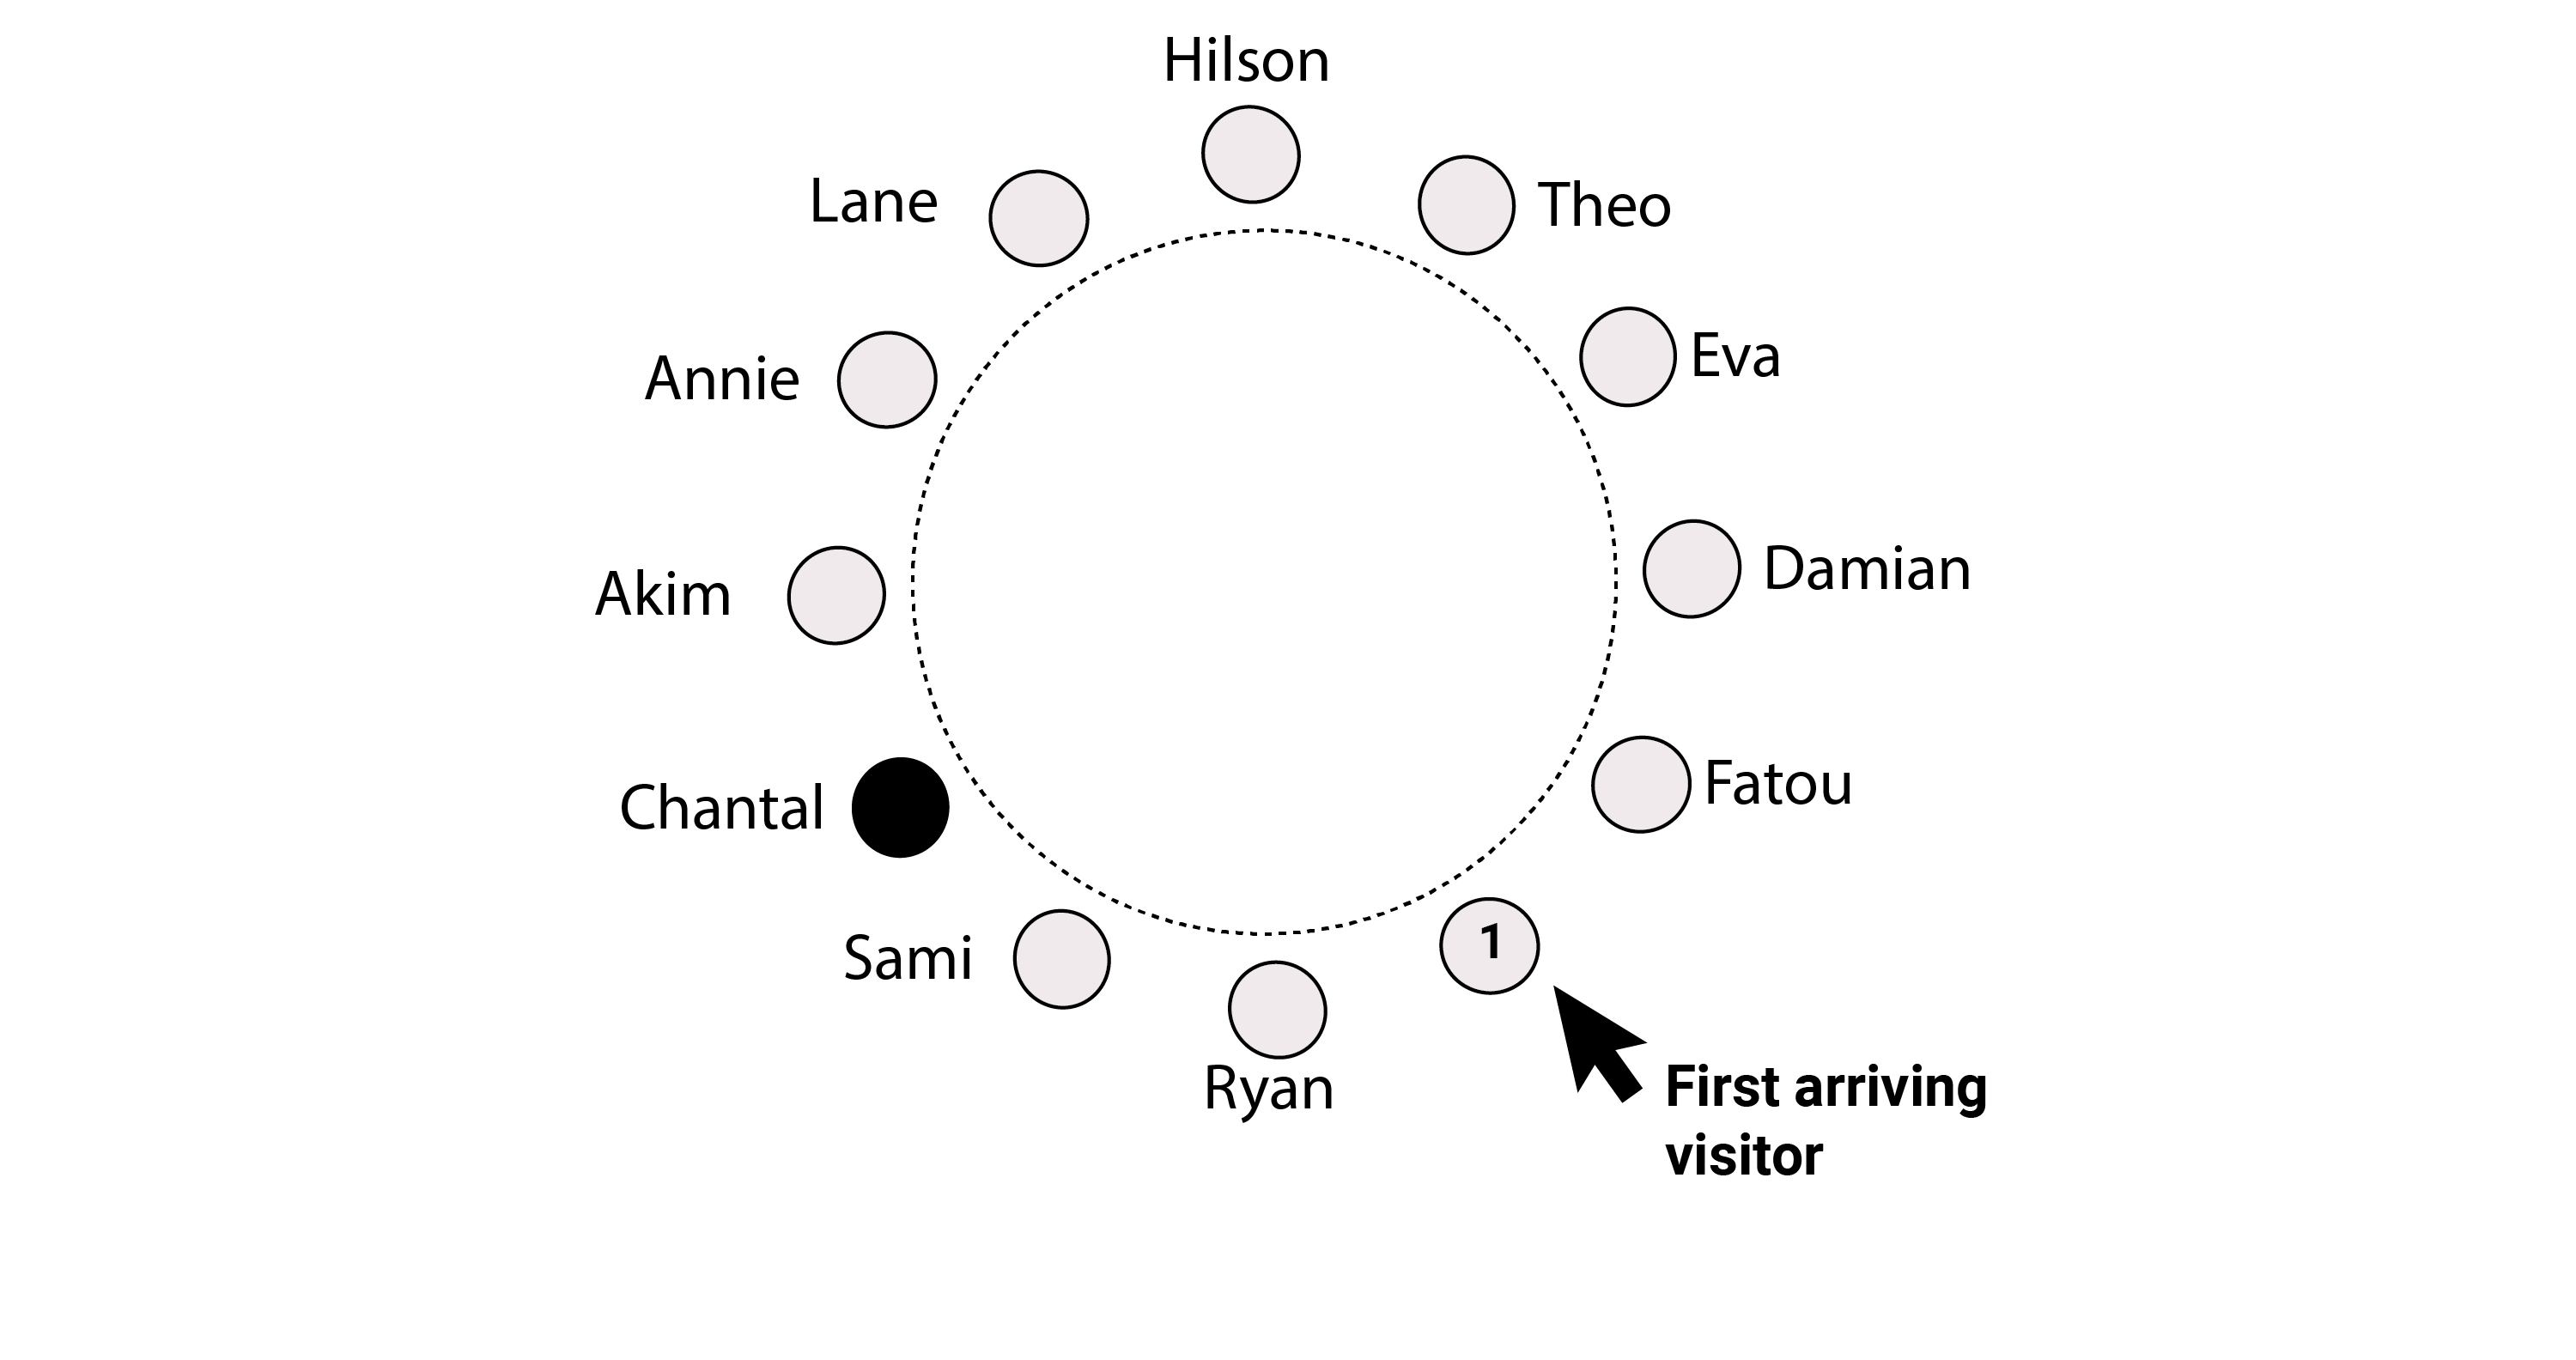 Hilson
Lane
Theo
Annie
Eva
Akim
Damian
Chantal
Fatou
Sami
1
Ryan
First arriving
visitor